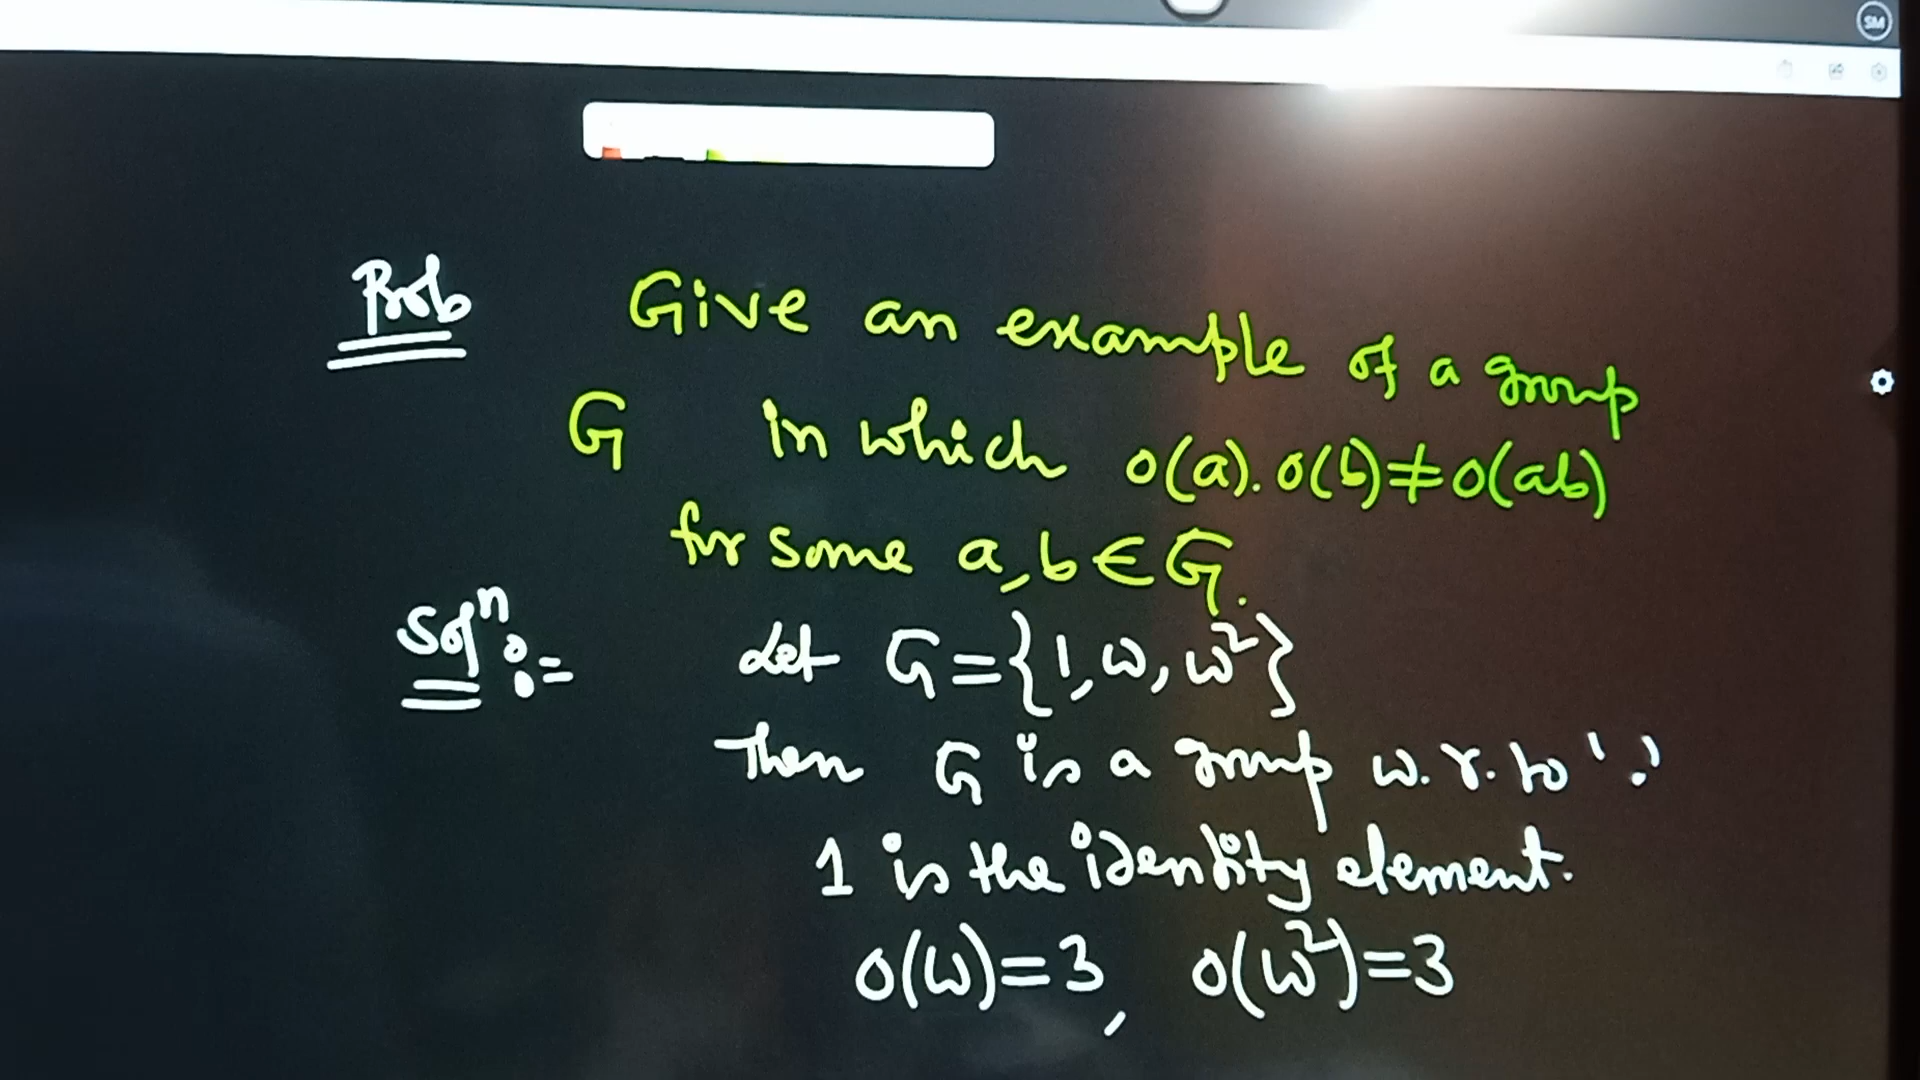 SM
Prob Give an example of a group
G in which o(a). o(b)≠o(ab)
for some a, b ∈ G.
Solⁿ:= Let G={1, ω, ω²}
Then G is a group w.r. to '.'
1 is the identity element.
o(ω)=3, o(ω²)=3